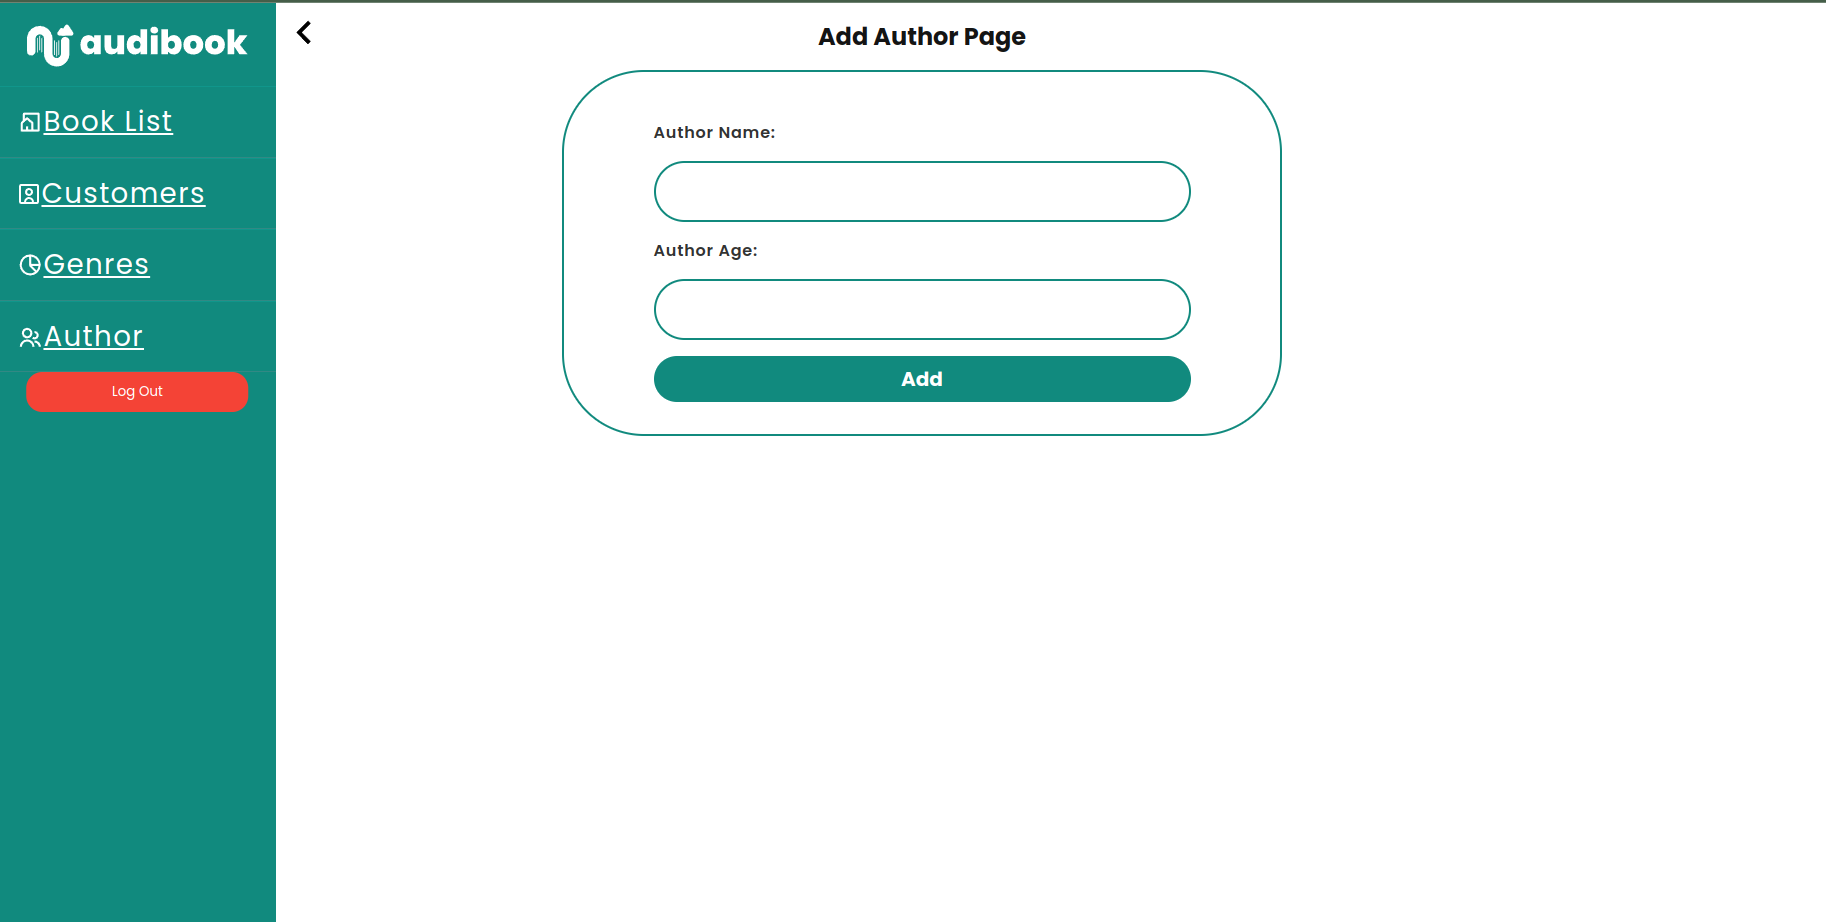 audibook
Book List
Customers
Genres
Author
Log Out
Add Author Page
Author Name:
Author Age:
Add